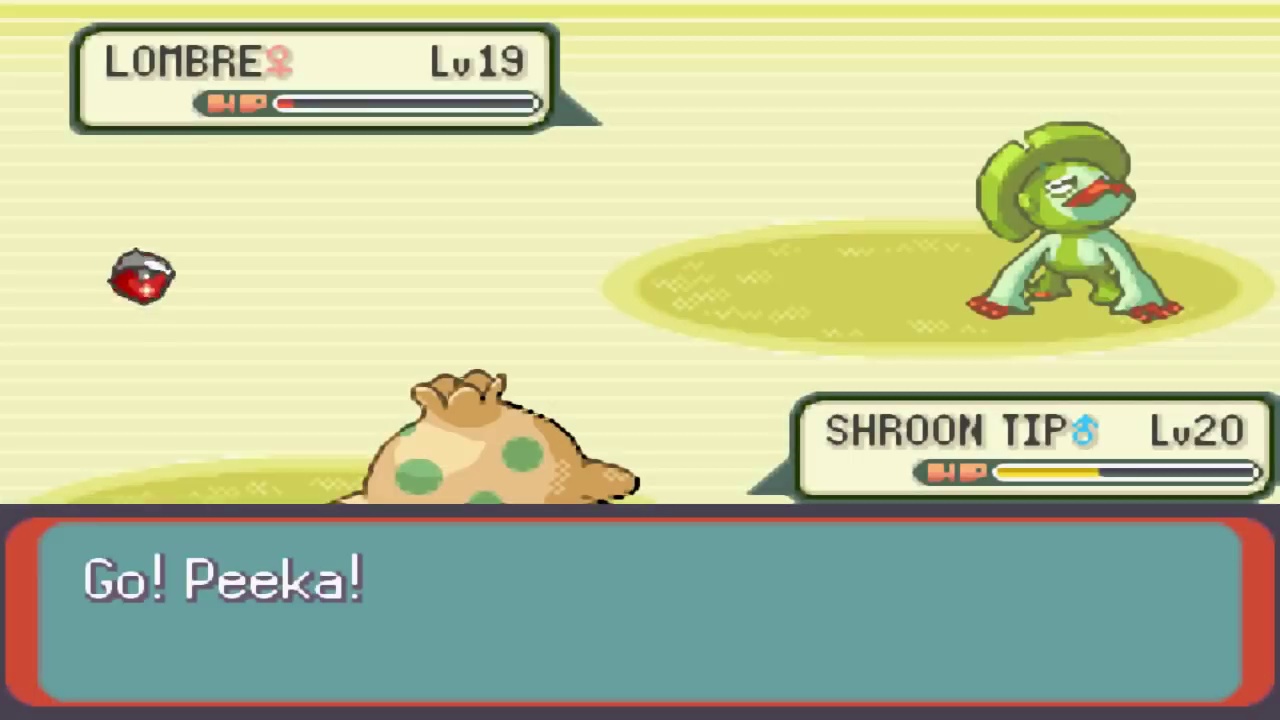 LOMBRE♀ Lv19
HP
SHROON TIP♂ Lv20
HP
Go! Peeka!